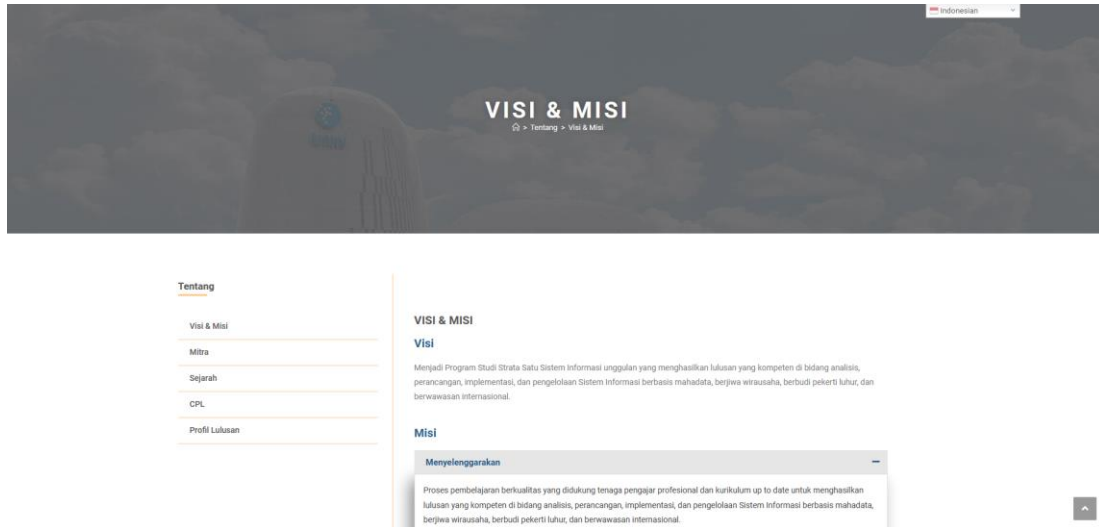 Indonesian
VISI & MISI
> Tentang > Visi & Misi
Tentang
Visi & Misi
Mitra
Sejarah
CPL
Profil Lulusan
VISI & MISI
Visi
Menjadi Program Studi Strata Satu Sistem Informasi unggulan yang menghasilkan lulusan yang kompeten di bidang analisis,
perancangan, implementasi, dan pengelolaan Sistem Informasi berbasis mahadata, berjiwa wirausaha, berbudi pekerti luhur, dan
berwawasan internasional.
Misi
Menyelenggarakan
Proses pembelajaran berkualitas yang didukung tenaga pengajar profesional dan kurikulum up to date untuk menghasilkan
lulusan yang kompeten di bidang analisis, perancangan, implementasi, dan pengelolaan Sistem Informasi berbasis mahadata,
berjiwa wirausaha, berbudi pekerti luhur, dan berwawasan internasional.